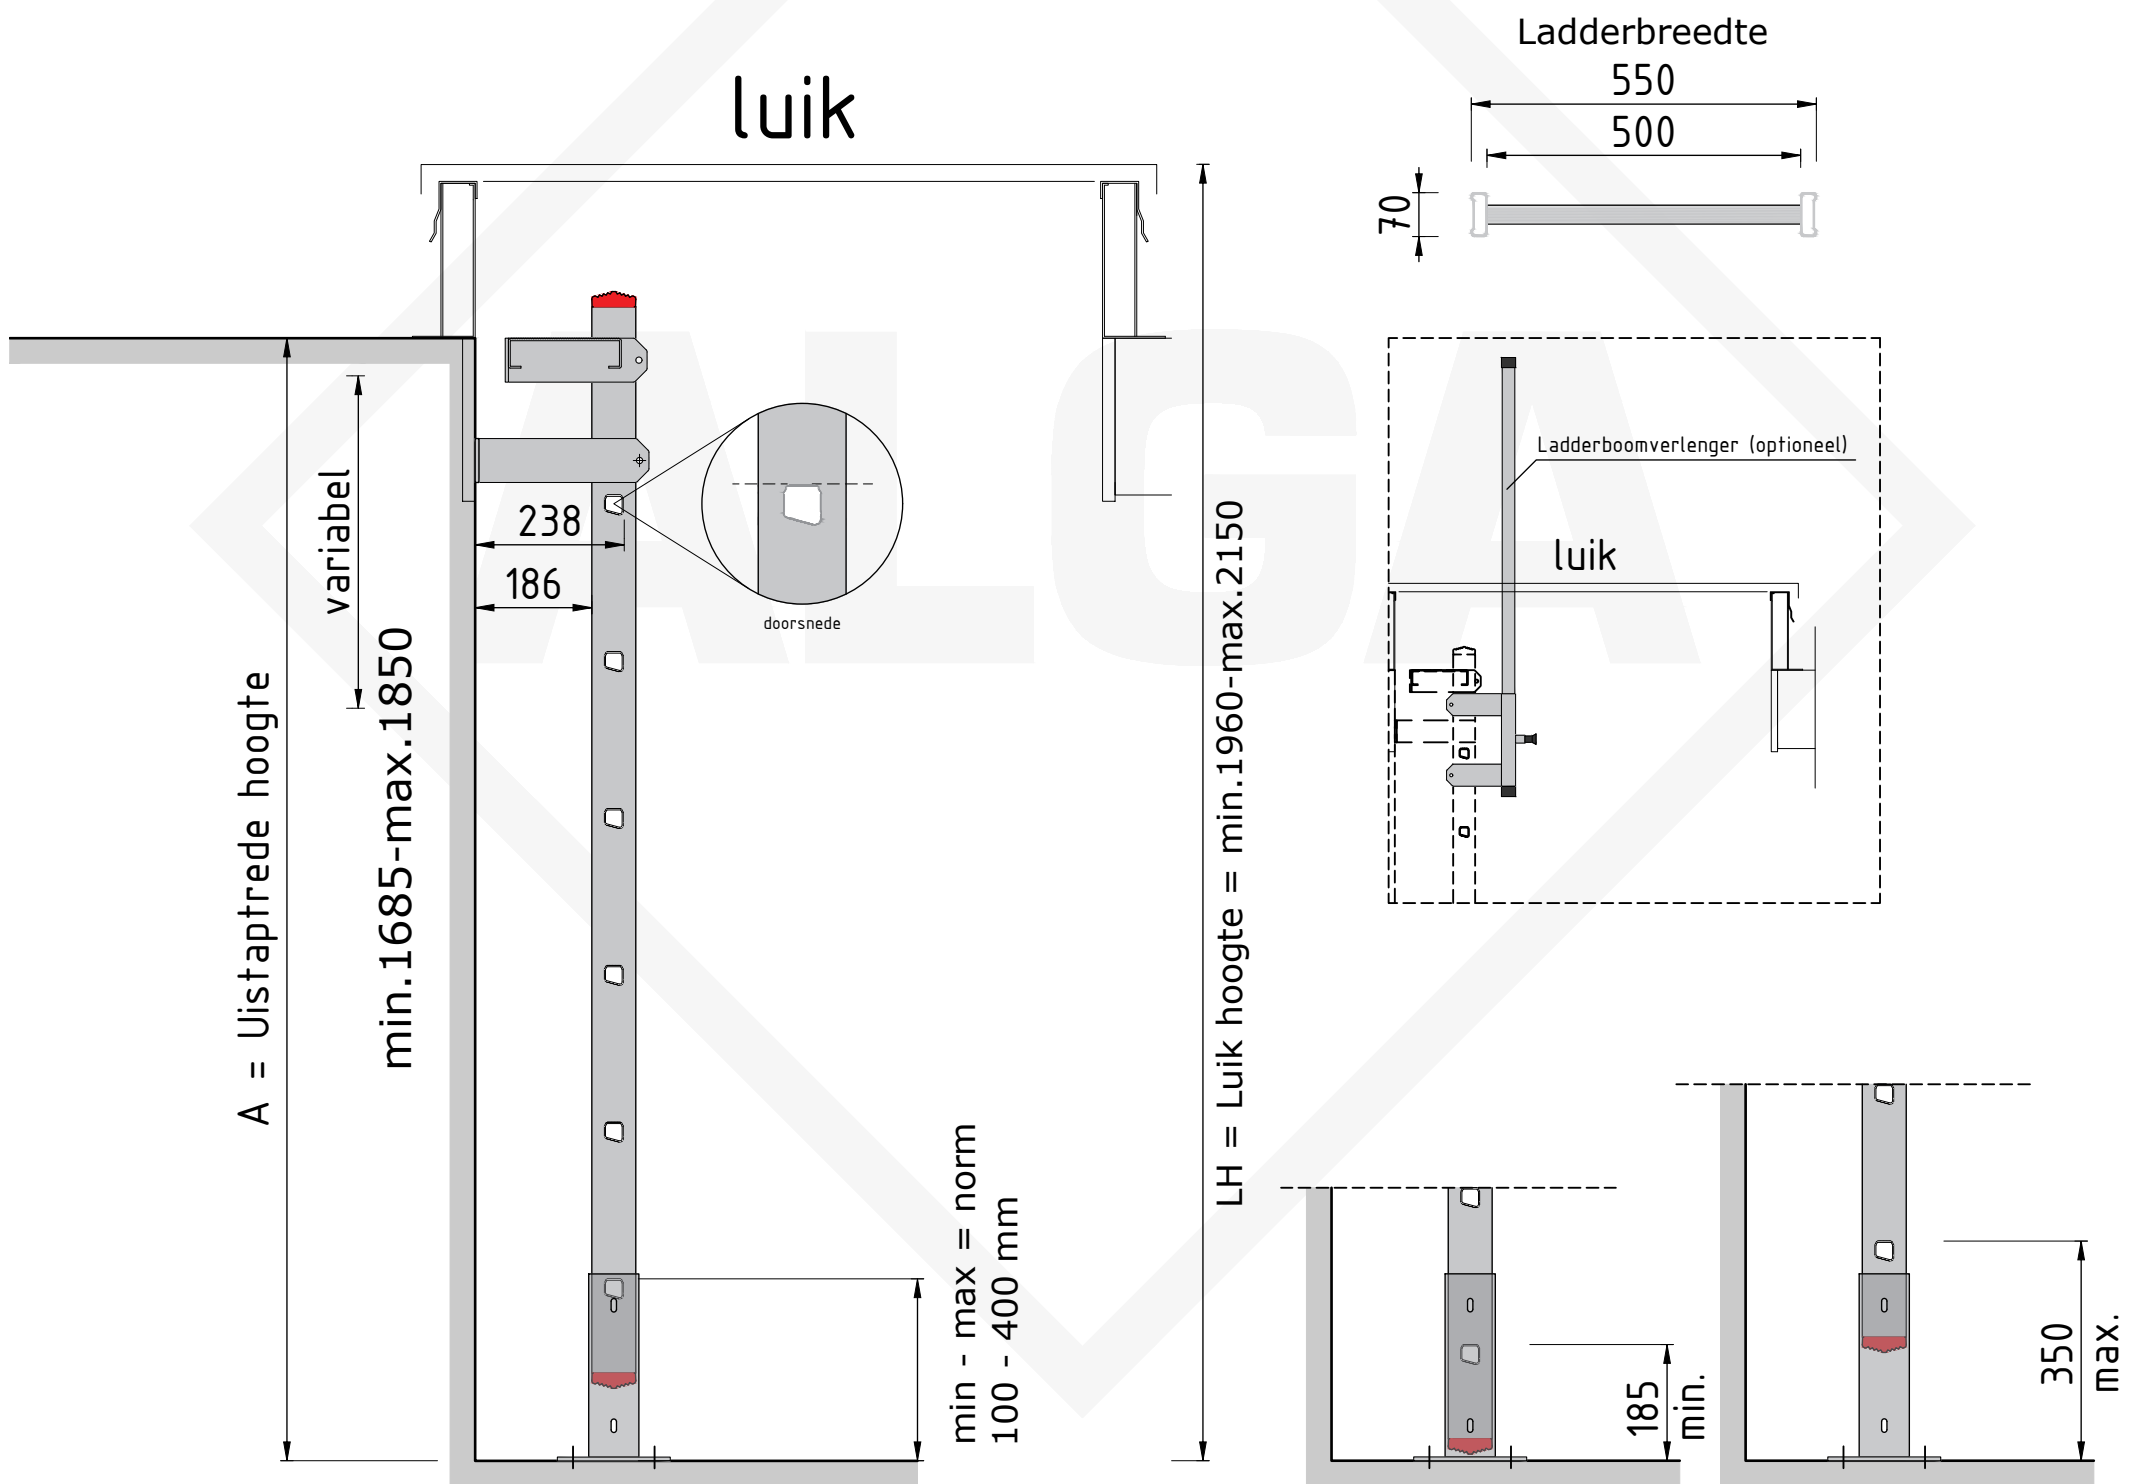 Ladderbreedte
550
500
70
luik
ALGA
variabel
238
186
doorsnede
A = Uistaptrede hoogte
min.1685-max.1850
LH = Luik hoogte = min.1960-max.2150
Ladderboomverlenger (optioneel)
luik
min - max = norm
100 - 400 mm
185
min.
350
max.